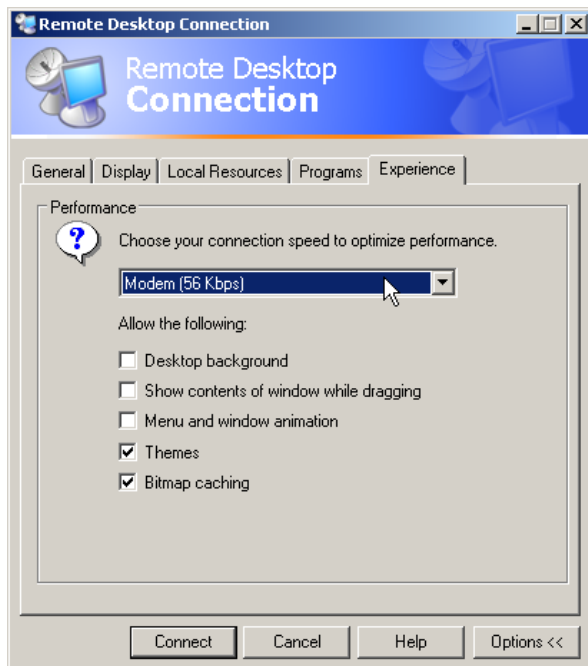 Remote Desktop Connection
Remote Desktop
Connection
General Display Local Resources Programs Experience
Performance
?
Choose your connection speed to optimize performance.
Modem (56 Kbps)
Allow the following:
Desktop background
Show contents of window while dragging
Menu and window animation
Themes
Bitmap caching
Connect Cancel Help Options <<